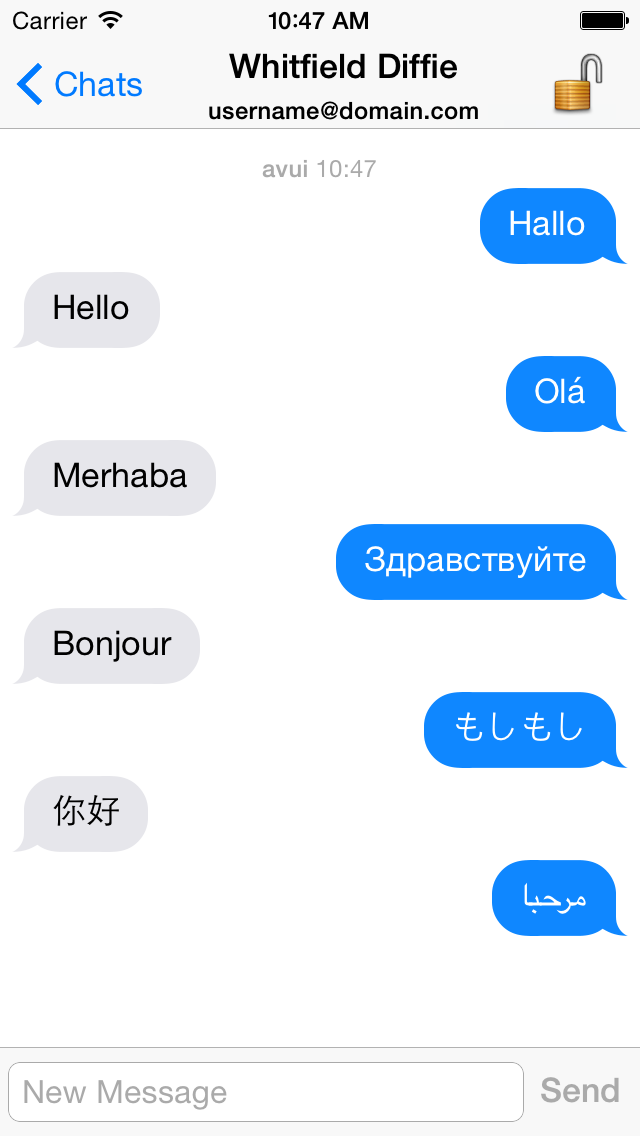 Carrier 10:47 AM
Chats
Whitfield Diffie
username@domain.com
avui 10:47
Hallo
Hello
Olá
Merhaba
Здравствуйте
Bonjour
もしもし
你好
مرحبا
New Message
Send